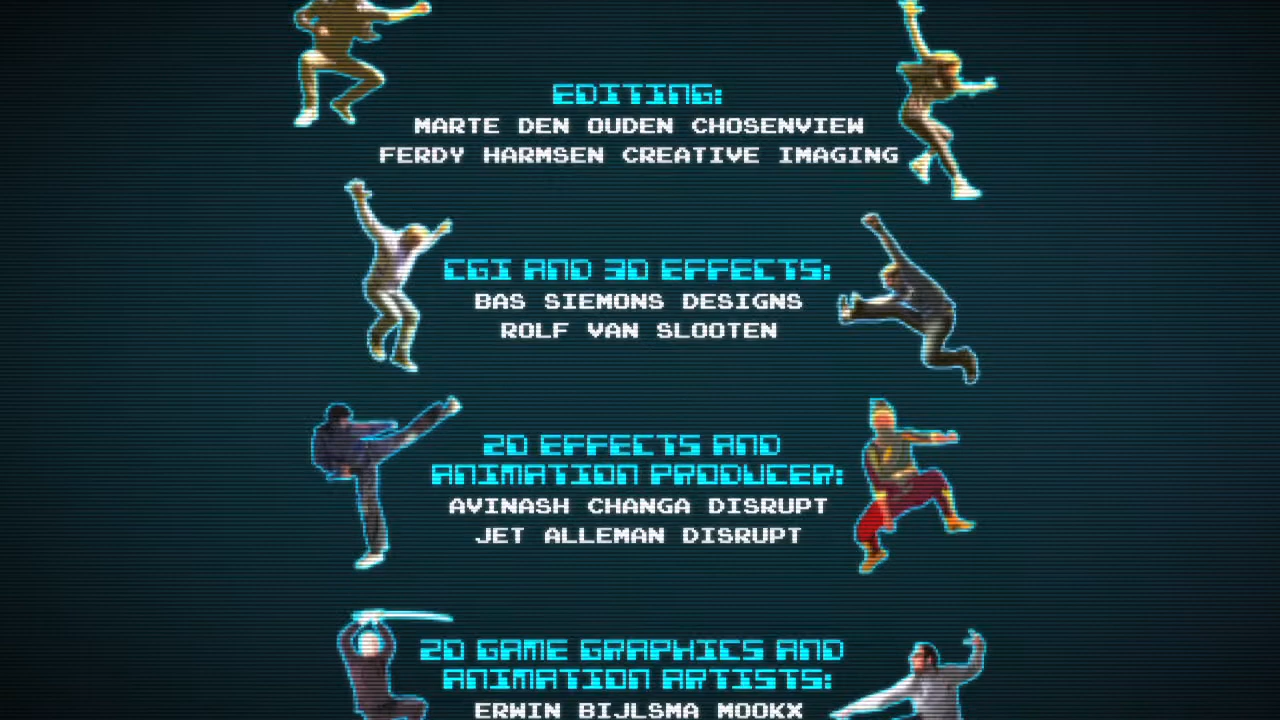 EDITING:
MARTE DEN OUDEN CHOSENVIEW
FERDY HARMSEN CREATIVE IMAGING
CGI AND 3D EFFECTS:
BAS SIEMONS DESIGNS
ROLF VAN SLOOTEN
2D EFFECTS AND
ANIMATION PRODUCER:
AVINASH CHANGA DISRUPT
JET ALLEMAN DISRUPT
2D GAME GRAPHICS AND
ANIMATION ARTISTS:
ERWIN BIJLSMA MOOKX